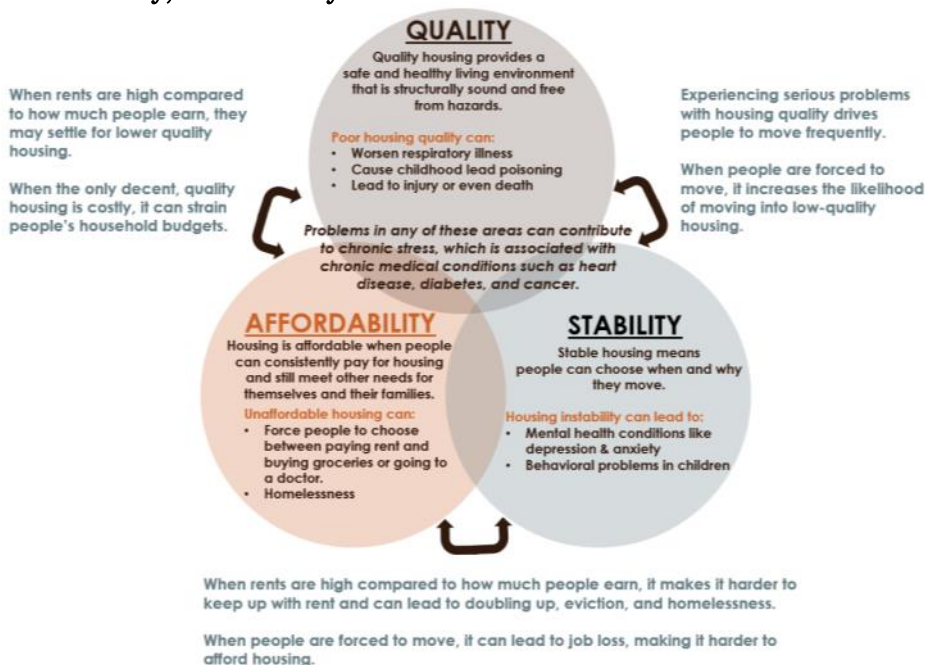 QUALITY
Quality housing provides a
safe and healthy living environment
that is structurally sound and free
from hazards.
Poor housing quality can:
• Worsen respiratory illness
• Cause childhood lead poisoning
• Lead to injury or even death
When rents are high compared
to how much people earn, they
may settle for lower quality
housing.
When the only decent, quality
housing is costly, it can strain
people's household budgets.
Experiencing serious problems
with housing quality drives
people to move frequently.
When people are forced to
move, it increases the likelihood
of moving into low-quality
housing.
Problems in any of these areas can contribute
to chronic stress, which is associated with
chronic medical conditions such as heart
disease, diabetes, and cancer.
AFFORDABILITY
Housing is affordable when people
can consistently pay for housing
and still meet other needs for
themselves and their families.
Unaffordable housing can:
• Force people to choose
between paying rent and
buying groceries or going to
a doctor.
• Homelessness
STABILITY
Stable housing means
people can choose when and why
they move.
Housing instability can lead to:
• Mental health conditions like
depression & anxiety
• Behavioral problems in children
When rents are high compared to how much people earn, it makes it harder to
keep up with rent and can lead to doubling up, eviction, and homelessness.
When people are forced to move, it can lead to job loss, making it harder to
afford housing.